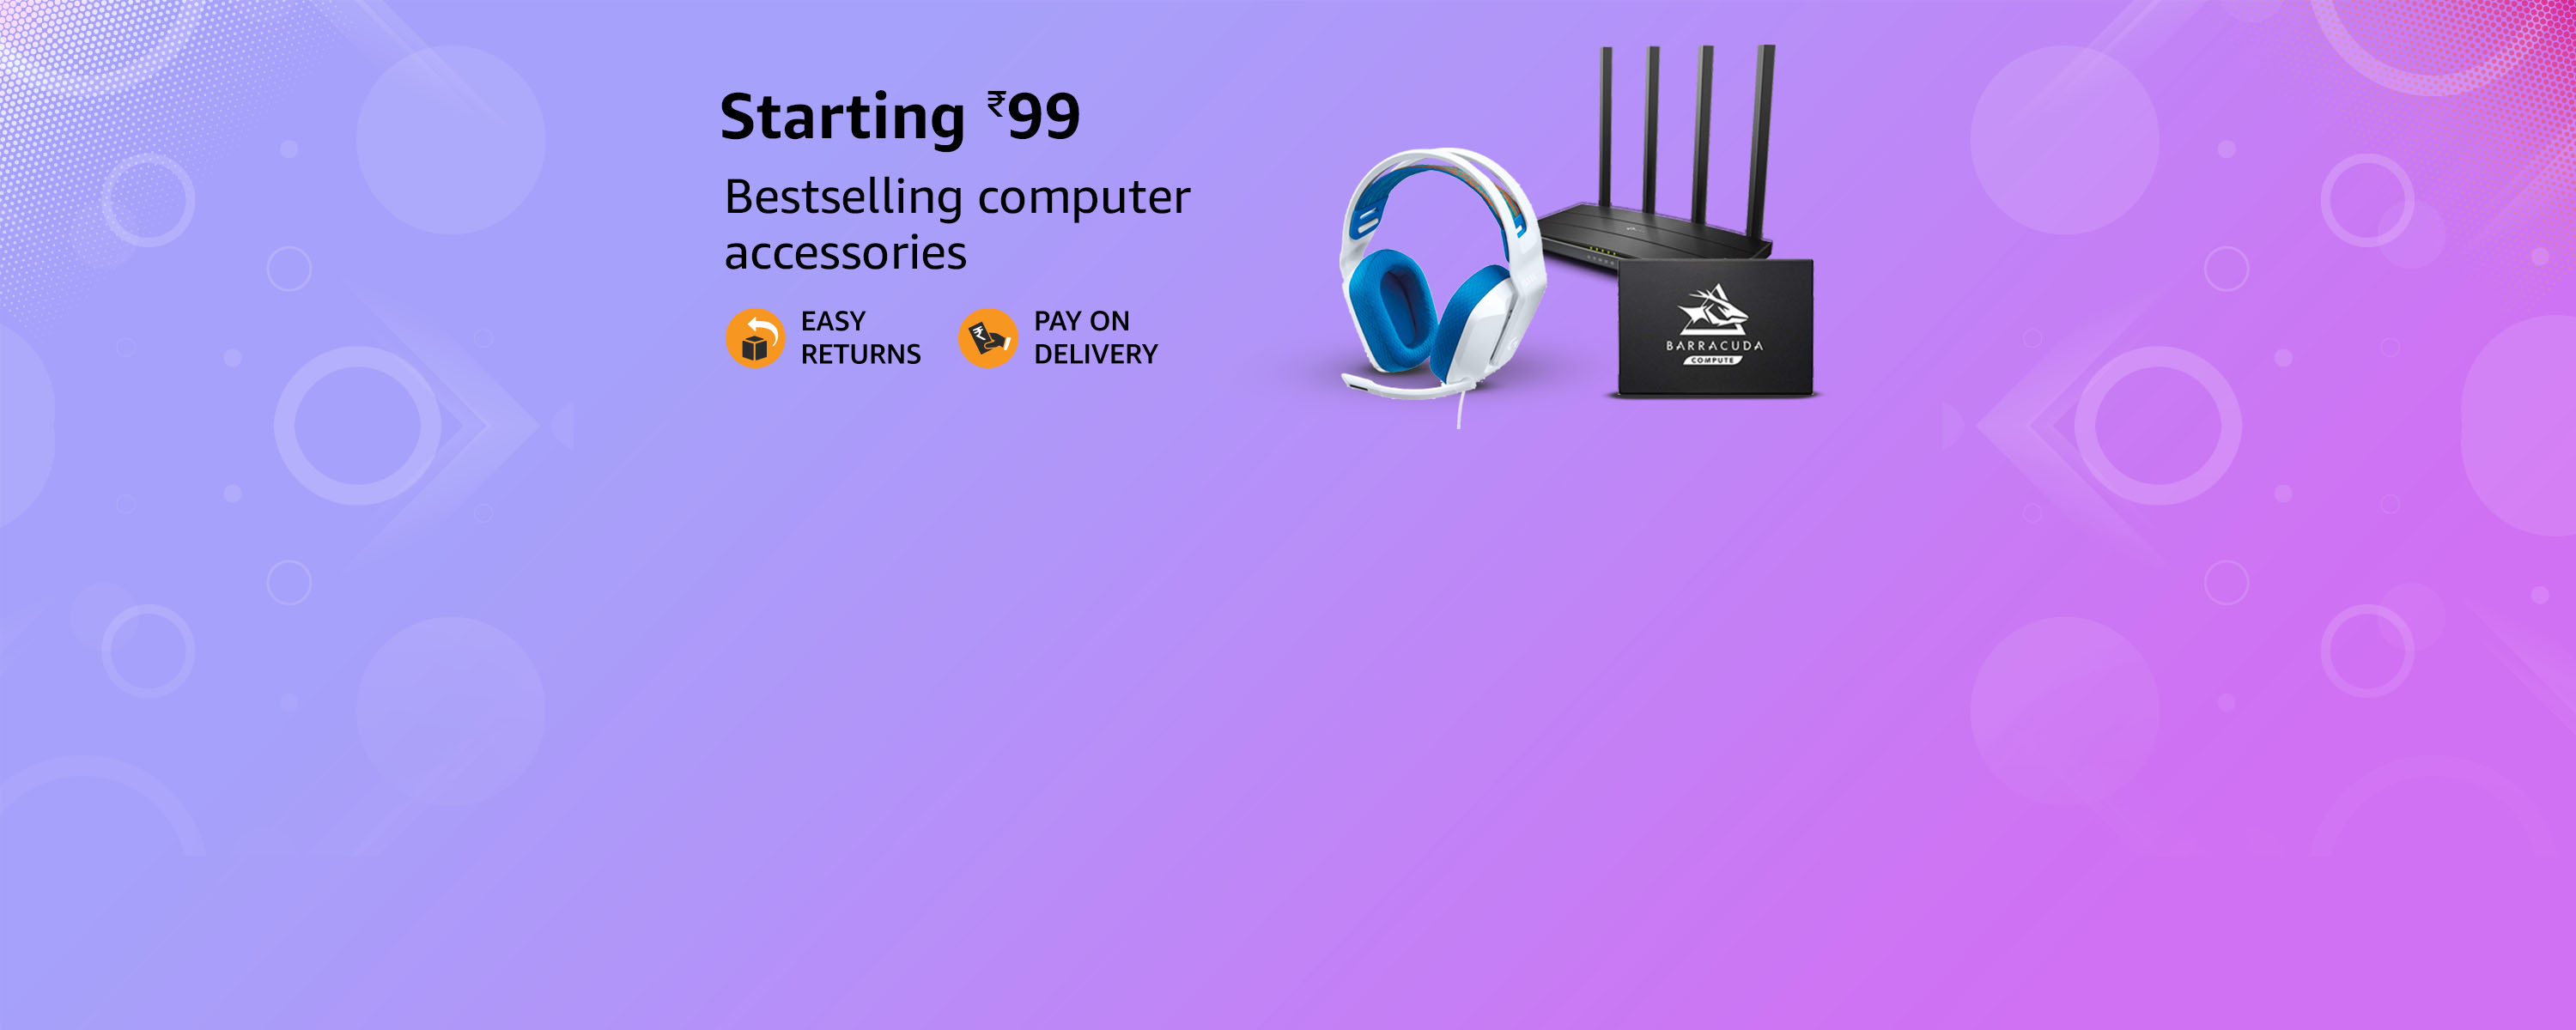 Starting ₹99
Bestselling computer
accessories
EASY
RETURNS
PAY ON
DELIVERY
BARRACUDA
COMPUTE